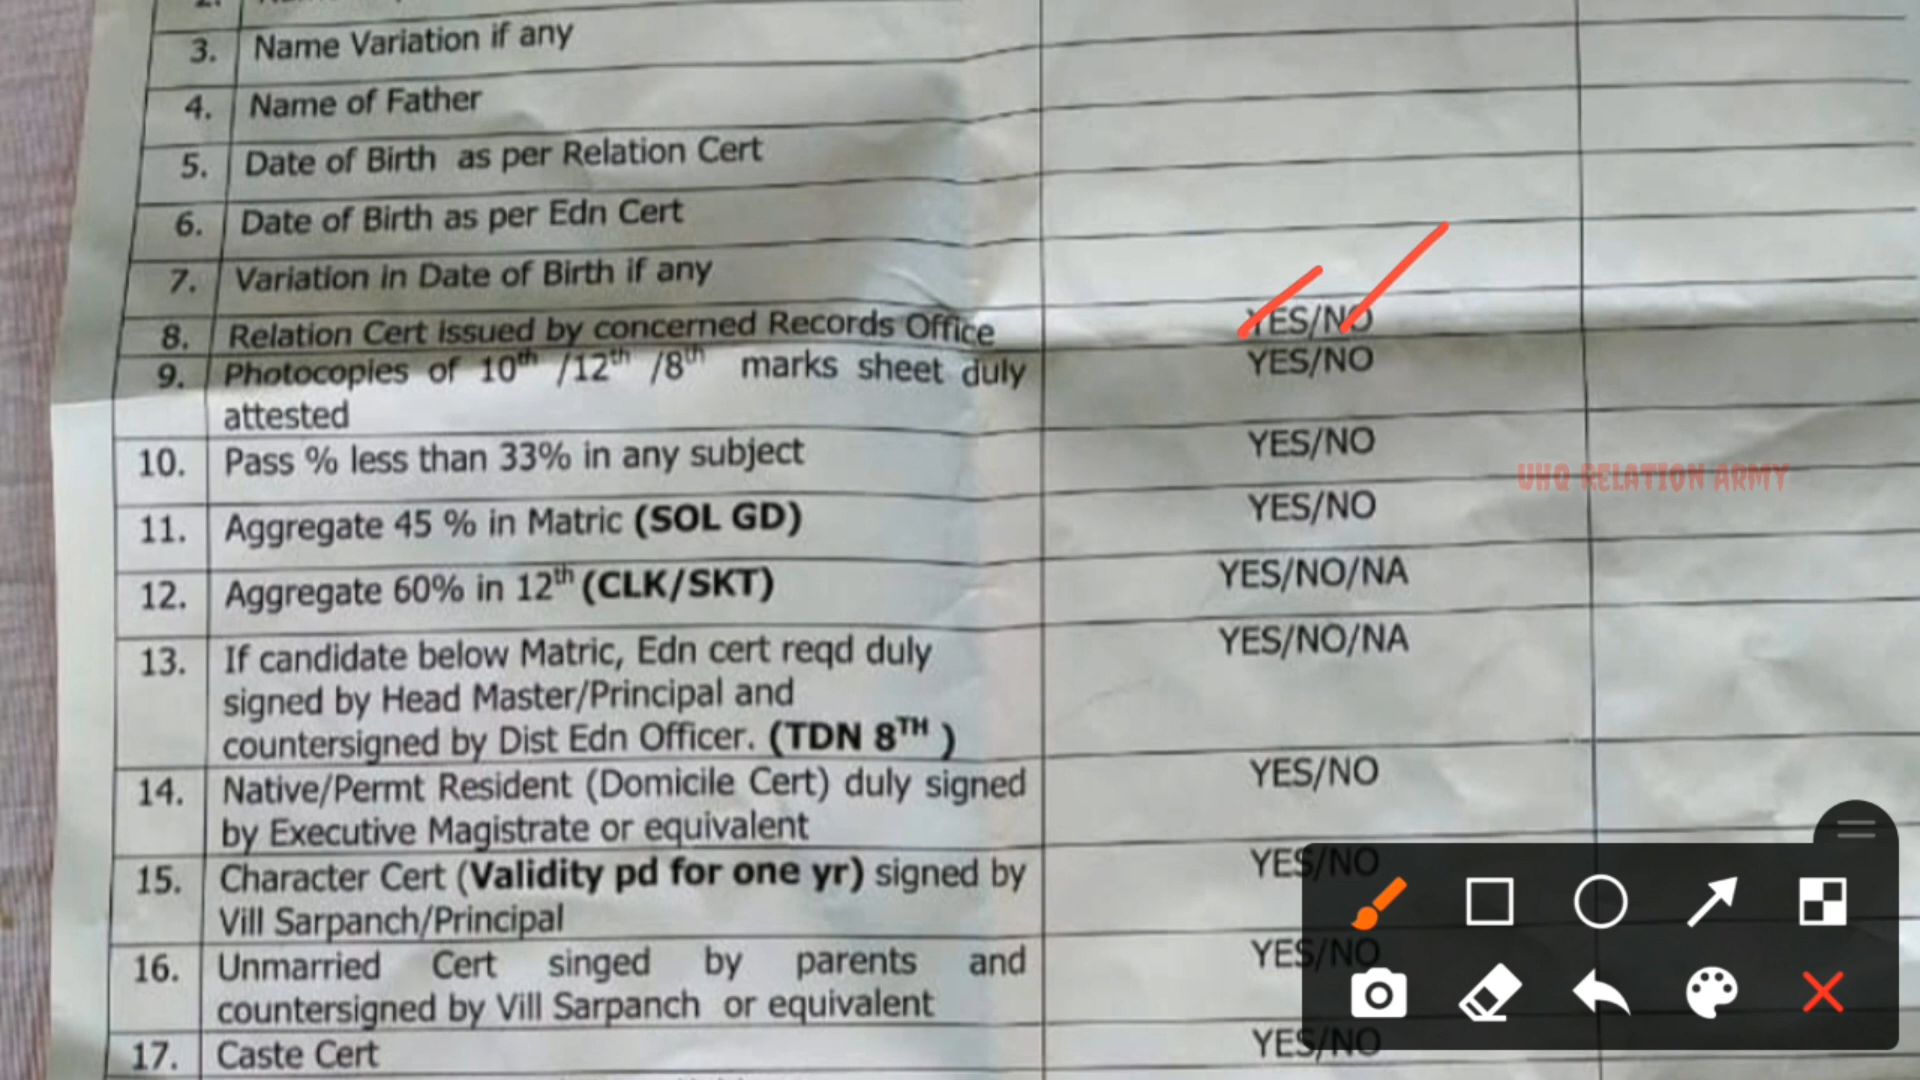 2.
3. Name Variation if any
4. Name of Father
5. Date of Birth as per Relation Cert
6. Date of Birth as per Edn Cert
7. Variation in Date of Birth if any
8. Relation Cert issued by concerned Records Office YES/NO
9. Photocopies of 10th /12th /8th marks sheet duly YES/NO
attested
10. Pass % less than 33% in any subject YES/NO
UHQ RELATION ARMY
11. Aggregate 45 % in Matric (SOL GD) YES/NO
12. Aggregate 60% in 12th (CLK/SKT) YES/NO/NA
13. If candidate below Matric, Edn cert reqd duly YES/NO/NA
signed by Head Master/Principal and
countersigned by Dist Edn Officer. (TDN 8TH )
14. Native/Permt Resident (Domicile Cert) duly signed YES/NO
by Executive Magistrate or equivalent
15. Character Cert (Validity pd for one yr) signed by YES/NO
Vill Sarpanch/Principal
16. Unmarried Cert singed by parents and YES/NO
countersigned by Vill Sarpanch or equivalent
17. Caste Cert YES/NO